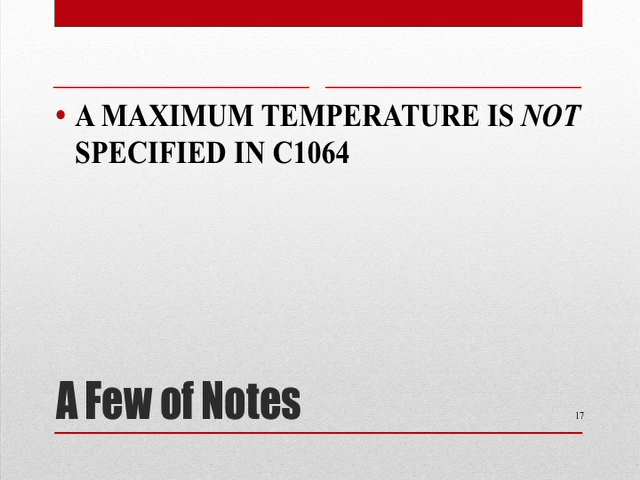 • A MAXIMUM TEMPERATURE IS NOT
SPECIFIED IN C1064
A Few of Notes
17